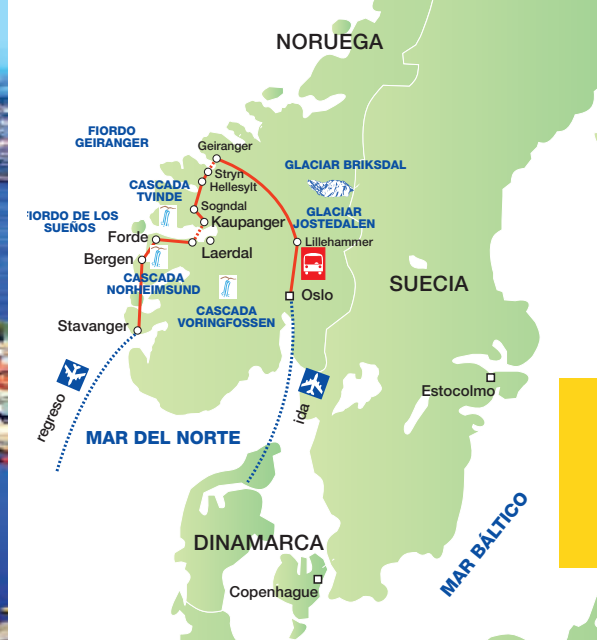 NORUEGA
FIORDO
GEIRANGER
Geiranger
GLACIAR BRIKSDAL
Stryn
Hellesylt
CASCADA
TVINDE
Sogndal
GLACIAR
JOSTEDALEN
FIORDO DE LOS
SUEÑOS
Kaupanger
Forde
Lillehammer
Laerdal
Bergen
CASCADA
NORHEIMSUND
SUECIA
Oslo
CASCADA
VORINGFOSSEN
Stavanger
regreso
ida
Estocolmo
MAR DEL NORTE
MAR BÁLTICO
DINAMARCA
Copenhague